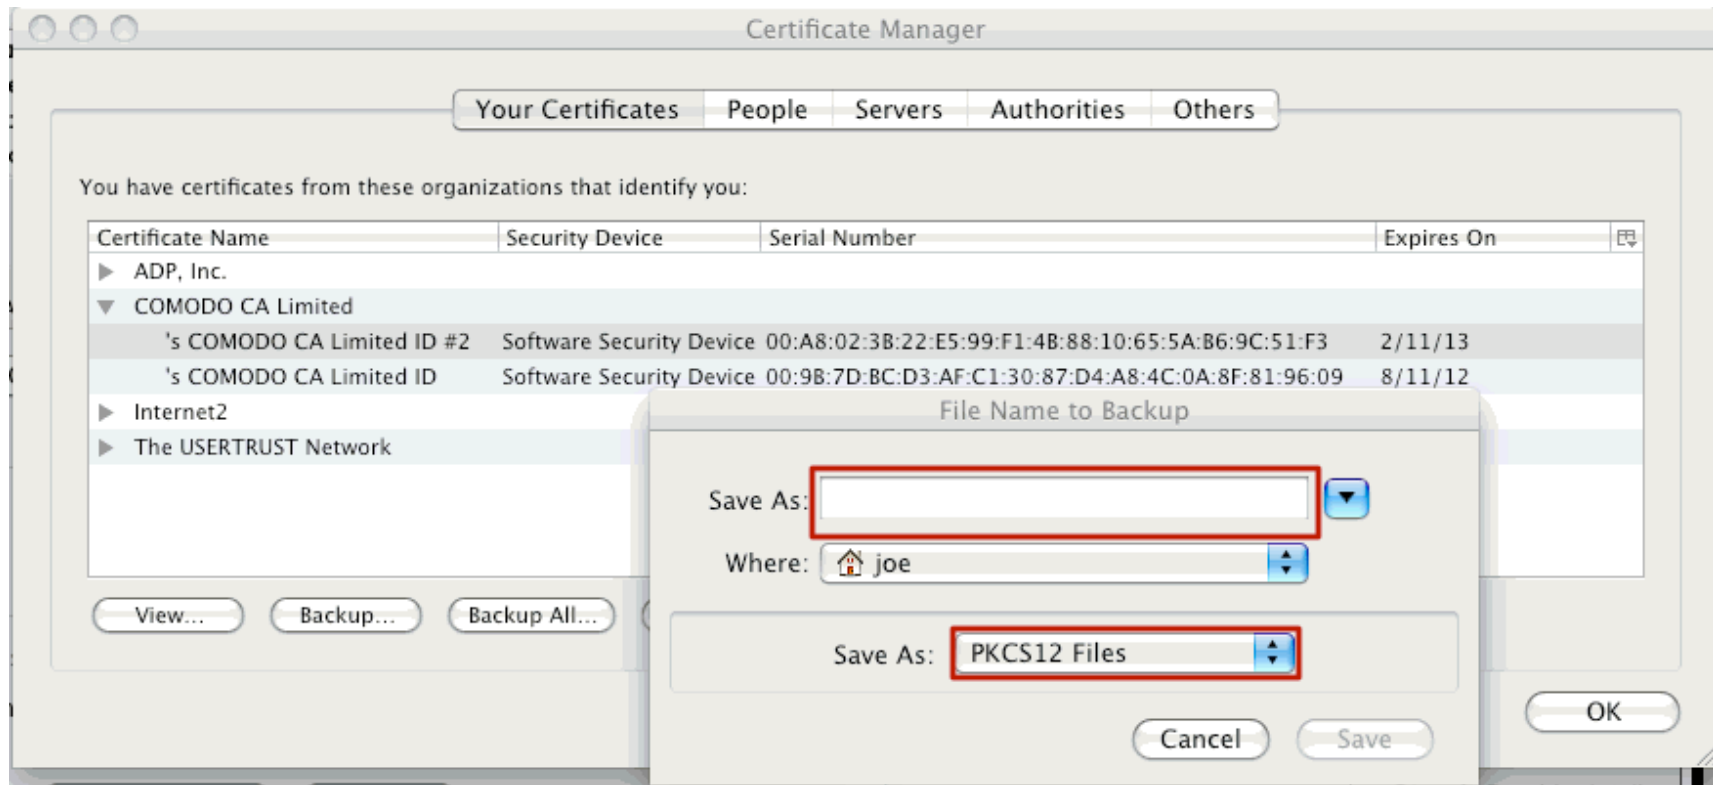 Certificate Manager
Your Certificates People Servers Authorities Others
You have certificates from these organizations that identify you:
Certificate Name Security Device Serial Number Expires On
ADP, Inc.
COMODO CA Limited
's COMODO CA Limited ID #2 Software Security Device 00:A8:02:3B:22:E5:99:F1:4B:88:10:65:5A:B6:9C:51:F3 2/11/13
's COMODO CA Limited ID Software Security Device 00:9B:7D:BC:D3:AF:C1:30:87:D4:A8:4C:0A:8F:81:96:09 8/11/12
Internet2
The USERTRUST Network
File Name to Backup
Save As:
Where: joe
Save As: PKCS12 Files
Cancel Save
View... Backup... Backup All...
OK